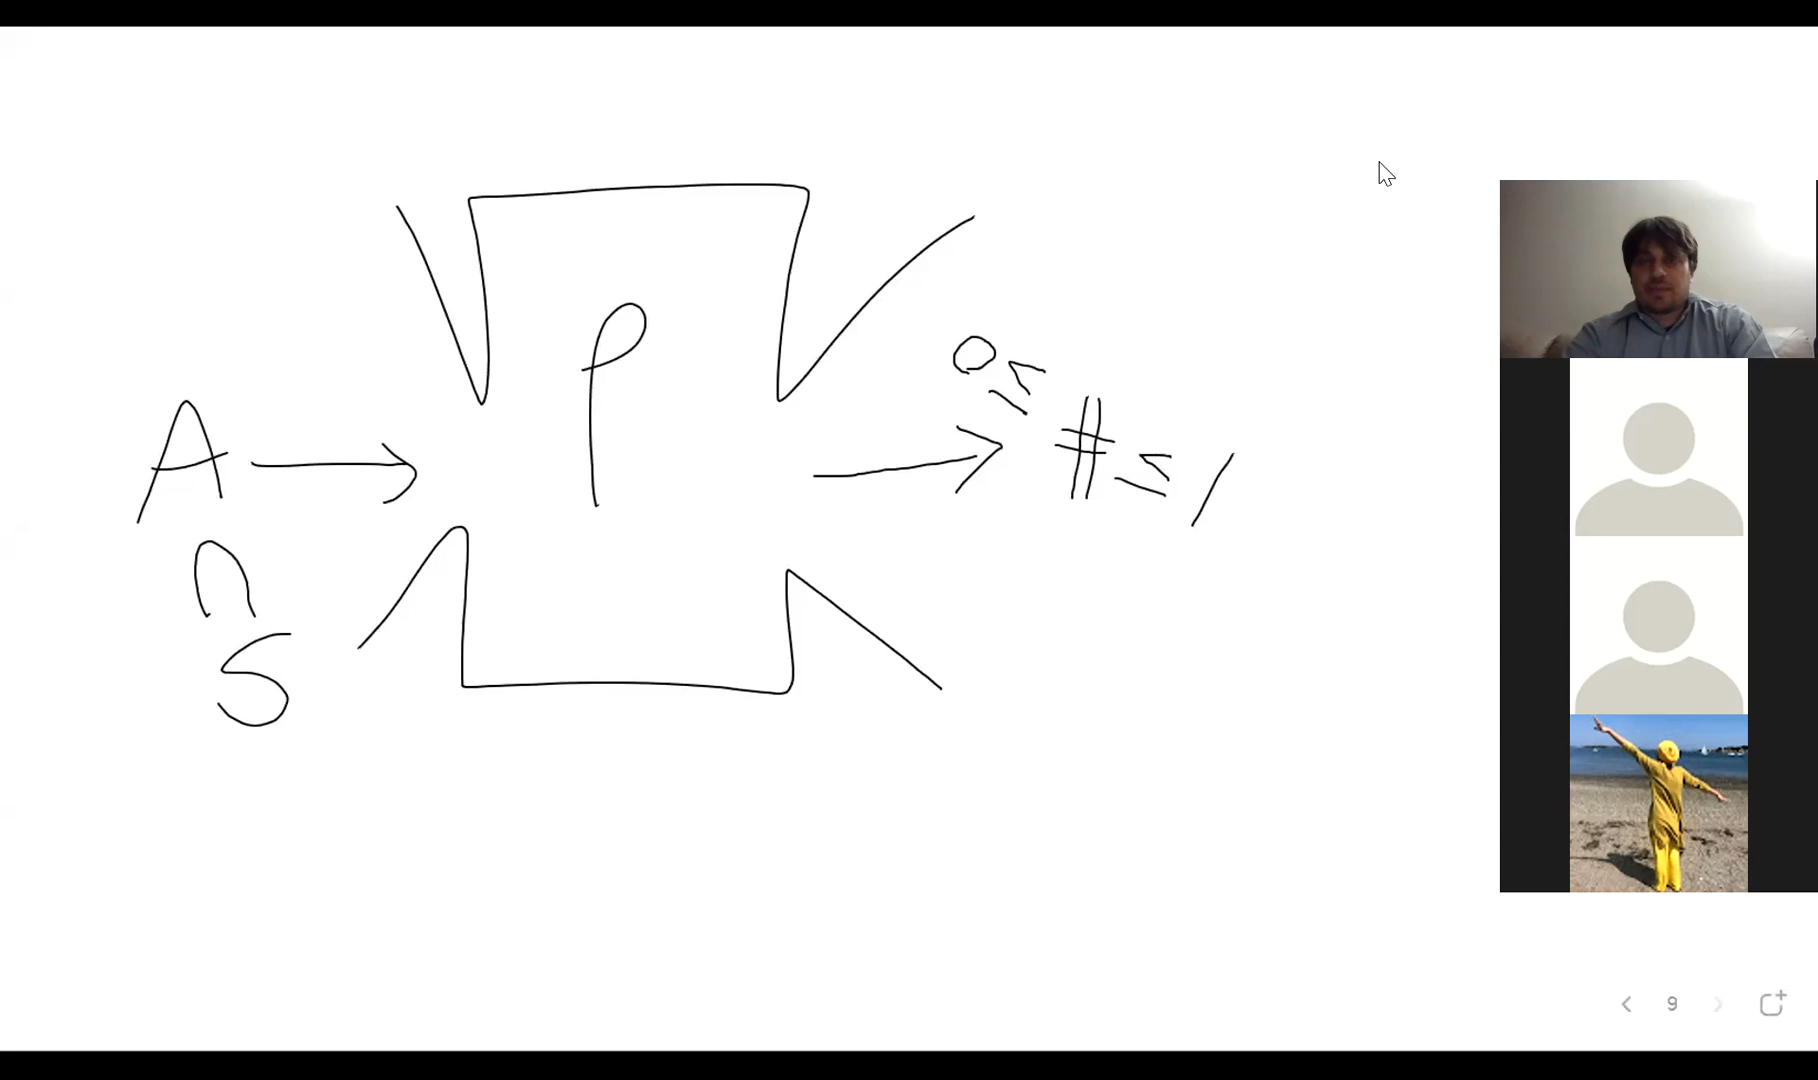 A → P → 0 ≤ # ≤ 1
∩
S
9